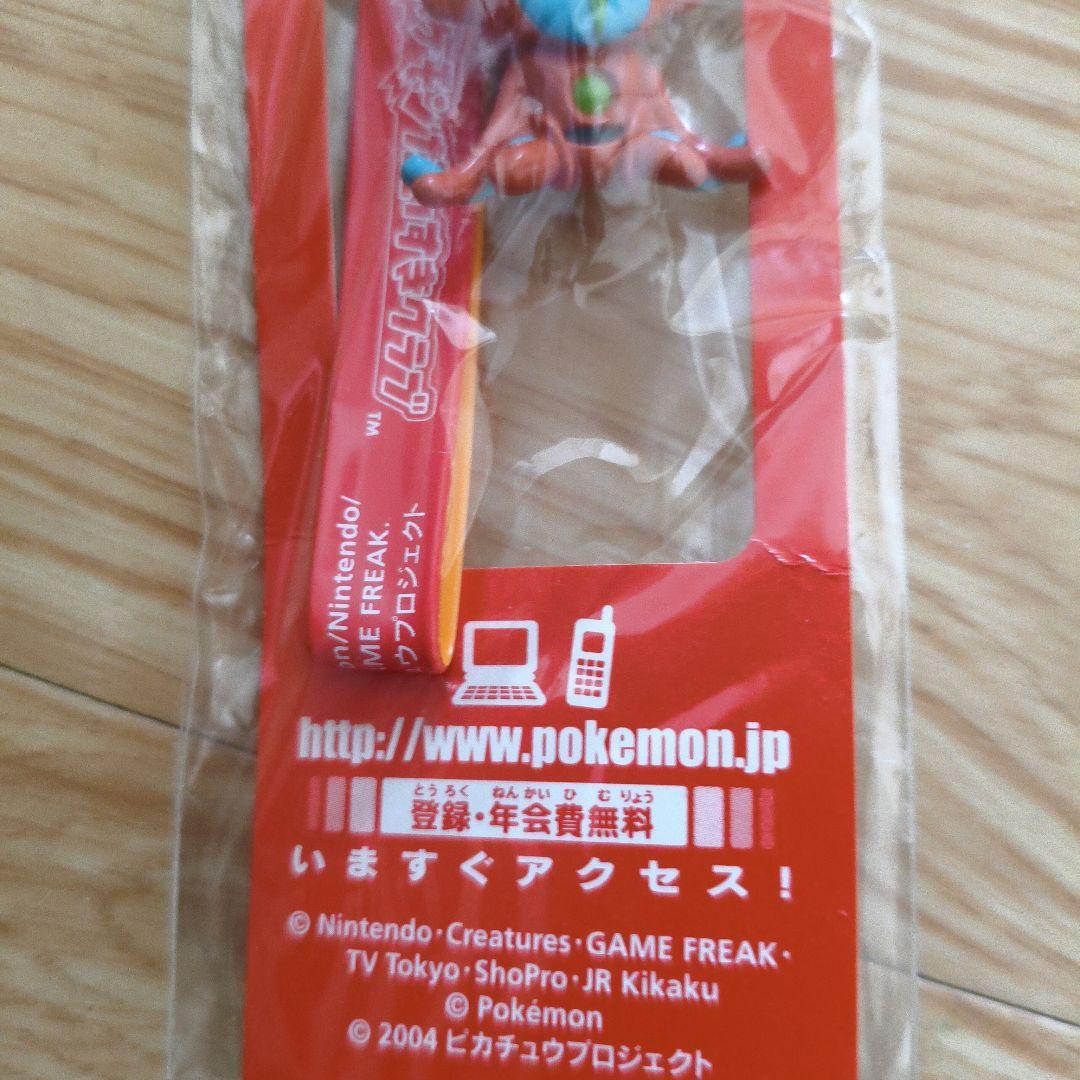 TM
on/Nintendo/
ME FREAK.
ウプロジェクト
http://www.pokemon.jp
とうろく ねんかいひ むりょう
登録・年会費無料
いますぐアクセス!
© Nintendo・Creatures・GAME FREAK・
TV Tokyo・ShoPro・JR Kikaku
© Pokémon
© 2004 ピカチュウプロジェクト